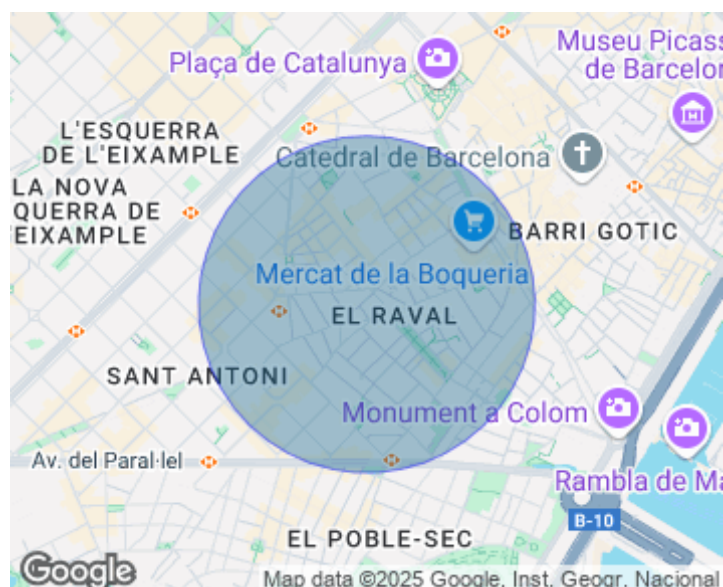 Plaça de Catalunya
Museu Picass
de Barcelon
L'ESQUERRA
DE L'EIXAMPLE
Catedral de Barcelona
LA NOVA
QUERRA DE
EIXAMPLE
BARRI GOTIC
Mercat de la Boqueria
EL RAVAL
SANT ANTONI
Monument a Colom
Av. del Paral·lel
Rambla de Ma
B-10
EL POBLE-SEC
Google
Map data ©2025 Google, Inst. Geogr. Nacional